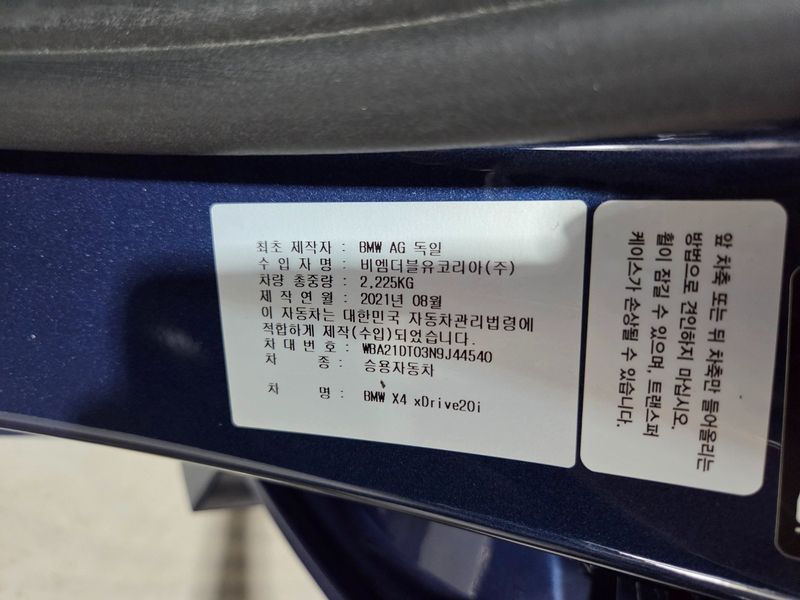 최초 제작자 : BMW AG 독일
수 입 자 명 : 비엠더블유코리아(주)
차량 총중량 : 2,225KG
제 작 연 월 : 2021년 08월
이 자동차는 대한민국 자동차관리법령에
적합하게 제작(수입)되었습니다.
차 대 번 호 : WBA21DT03N9J44540
차 종 : 승용자동차
차 명 : BMW X4 xDrive20i
앞 차축 또는 뒤 차축만 들어올리는
방법으로 견인하지 마십시오.
휠이 잠길 수 있으며, 트랜스퍼
케이스가 손상될 수 있습니다.